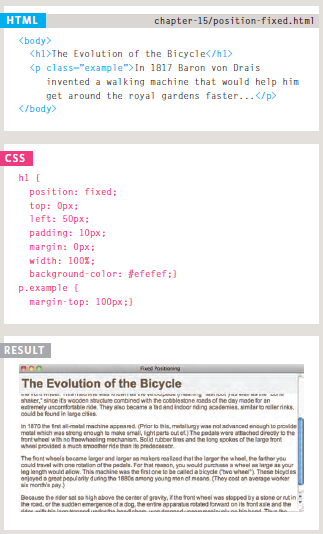 HTML
chapter-15/position-fixed.html
<body>
<h1>The Evolution of the Bicycle</h1>
<p class="example">In 1817 Baron von Drais
invented a walking machine that would help him
get around the royal gardens faster...</p>
</body>
CSS
h1 {
position: fixed;
top: 0px;
left: 50px;
padding: 10px;
margin: 0px;
width: 100%;
background-color: #efefef;}
p.example {
margin-top: 100px;}
RESULT
Fixed Positioning
The Evolution of the Bicycle
shaker," since it's wooden structure combined with the cobblestone roads of the day made for an
extremely uncomfortable ride. They also became a fad and indoor riding academies, similar to roller rinks,
could be found in large cities.
In 1870 the first all-metal machine appeared. (Prior to this, metallurgy was not advanced enough to provide
metal which was strong enough to make small, light parts out of.) The pedals were attached directly to the
front wheel with no freewheeling mechanism. Solid rubber tires and the long spokes of the large front
wheel provided a much smoother ride than its predecessor.
The front wheels became larger and larger as makers realized that the larger the wheel, the farther you
could travel with one rotation of the pedals. For that reason, you would purchase a wheel as large as your
leg length would allow. This machine was the first one to be called a bicycle ("two wheel"). These bicycles
enjoyed a great popularity during the 1880s among young men of means. (They cost an average worker
six month's pay.)
Because the rider sat so high above the center of gravity, if the front wheel was stopped by a stone or rut in
the road, or the sudden emergence of a dog, the entire apparatus rotated forward on its front axle and the